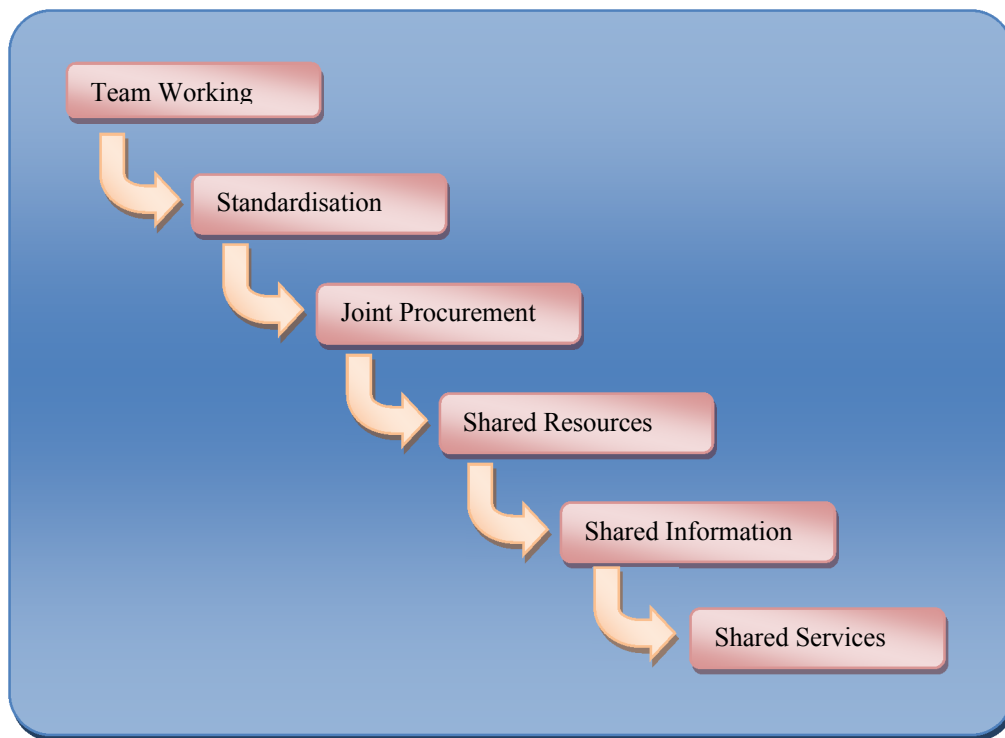 Team Working
Standardisation
Joint Procurement
Shared Resources
Shared Information
Shared Services